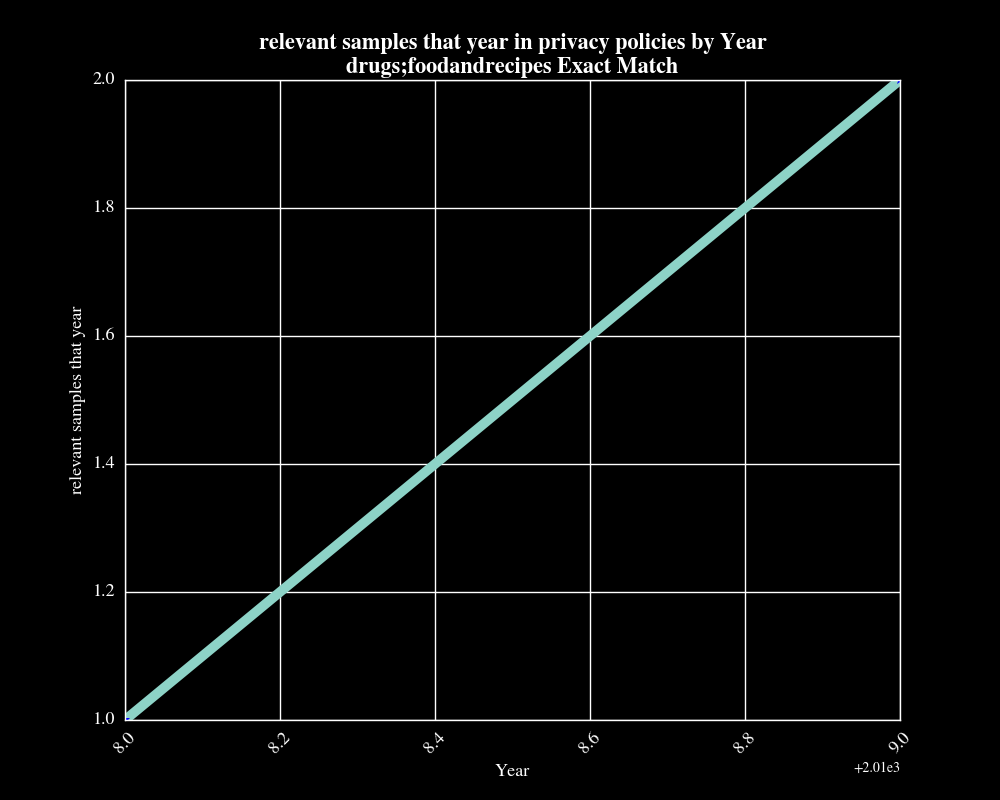 relevant samples that year in privacy policies by Year
drugs;foodandrecipes Exact Match
2.0
1.8
1.6
1.4
1.2
1.0
relevant samples that year
8.0
8.2
8.4
8.6
8.8
9.0
Year
+2.01e3